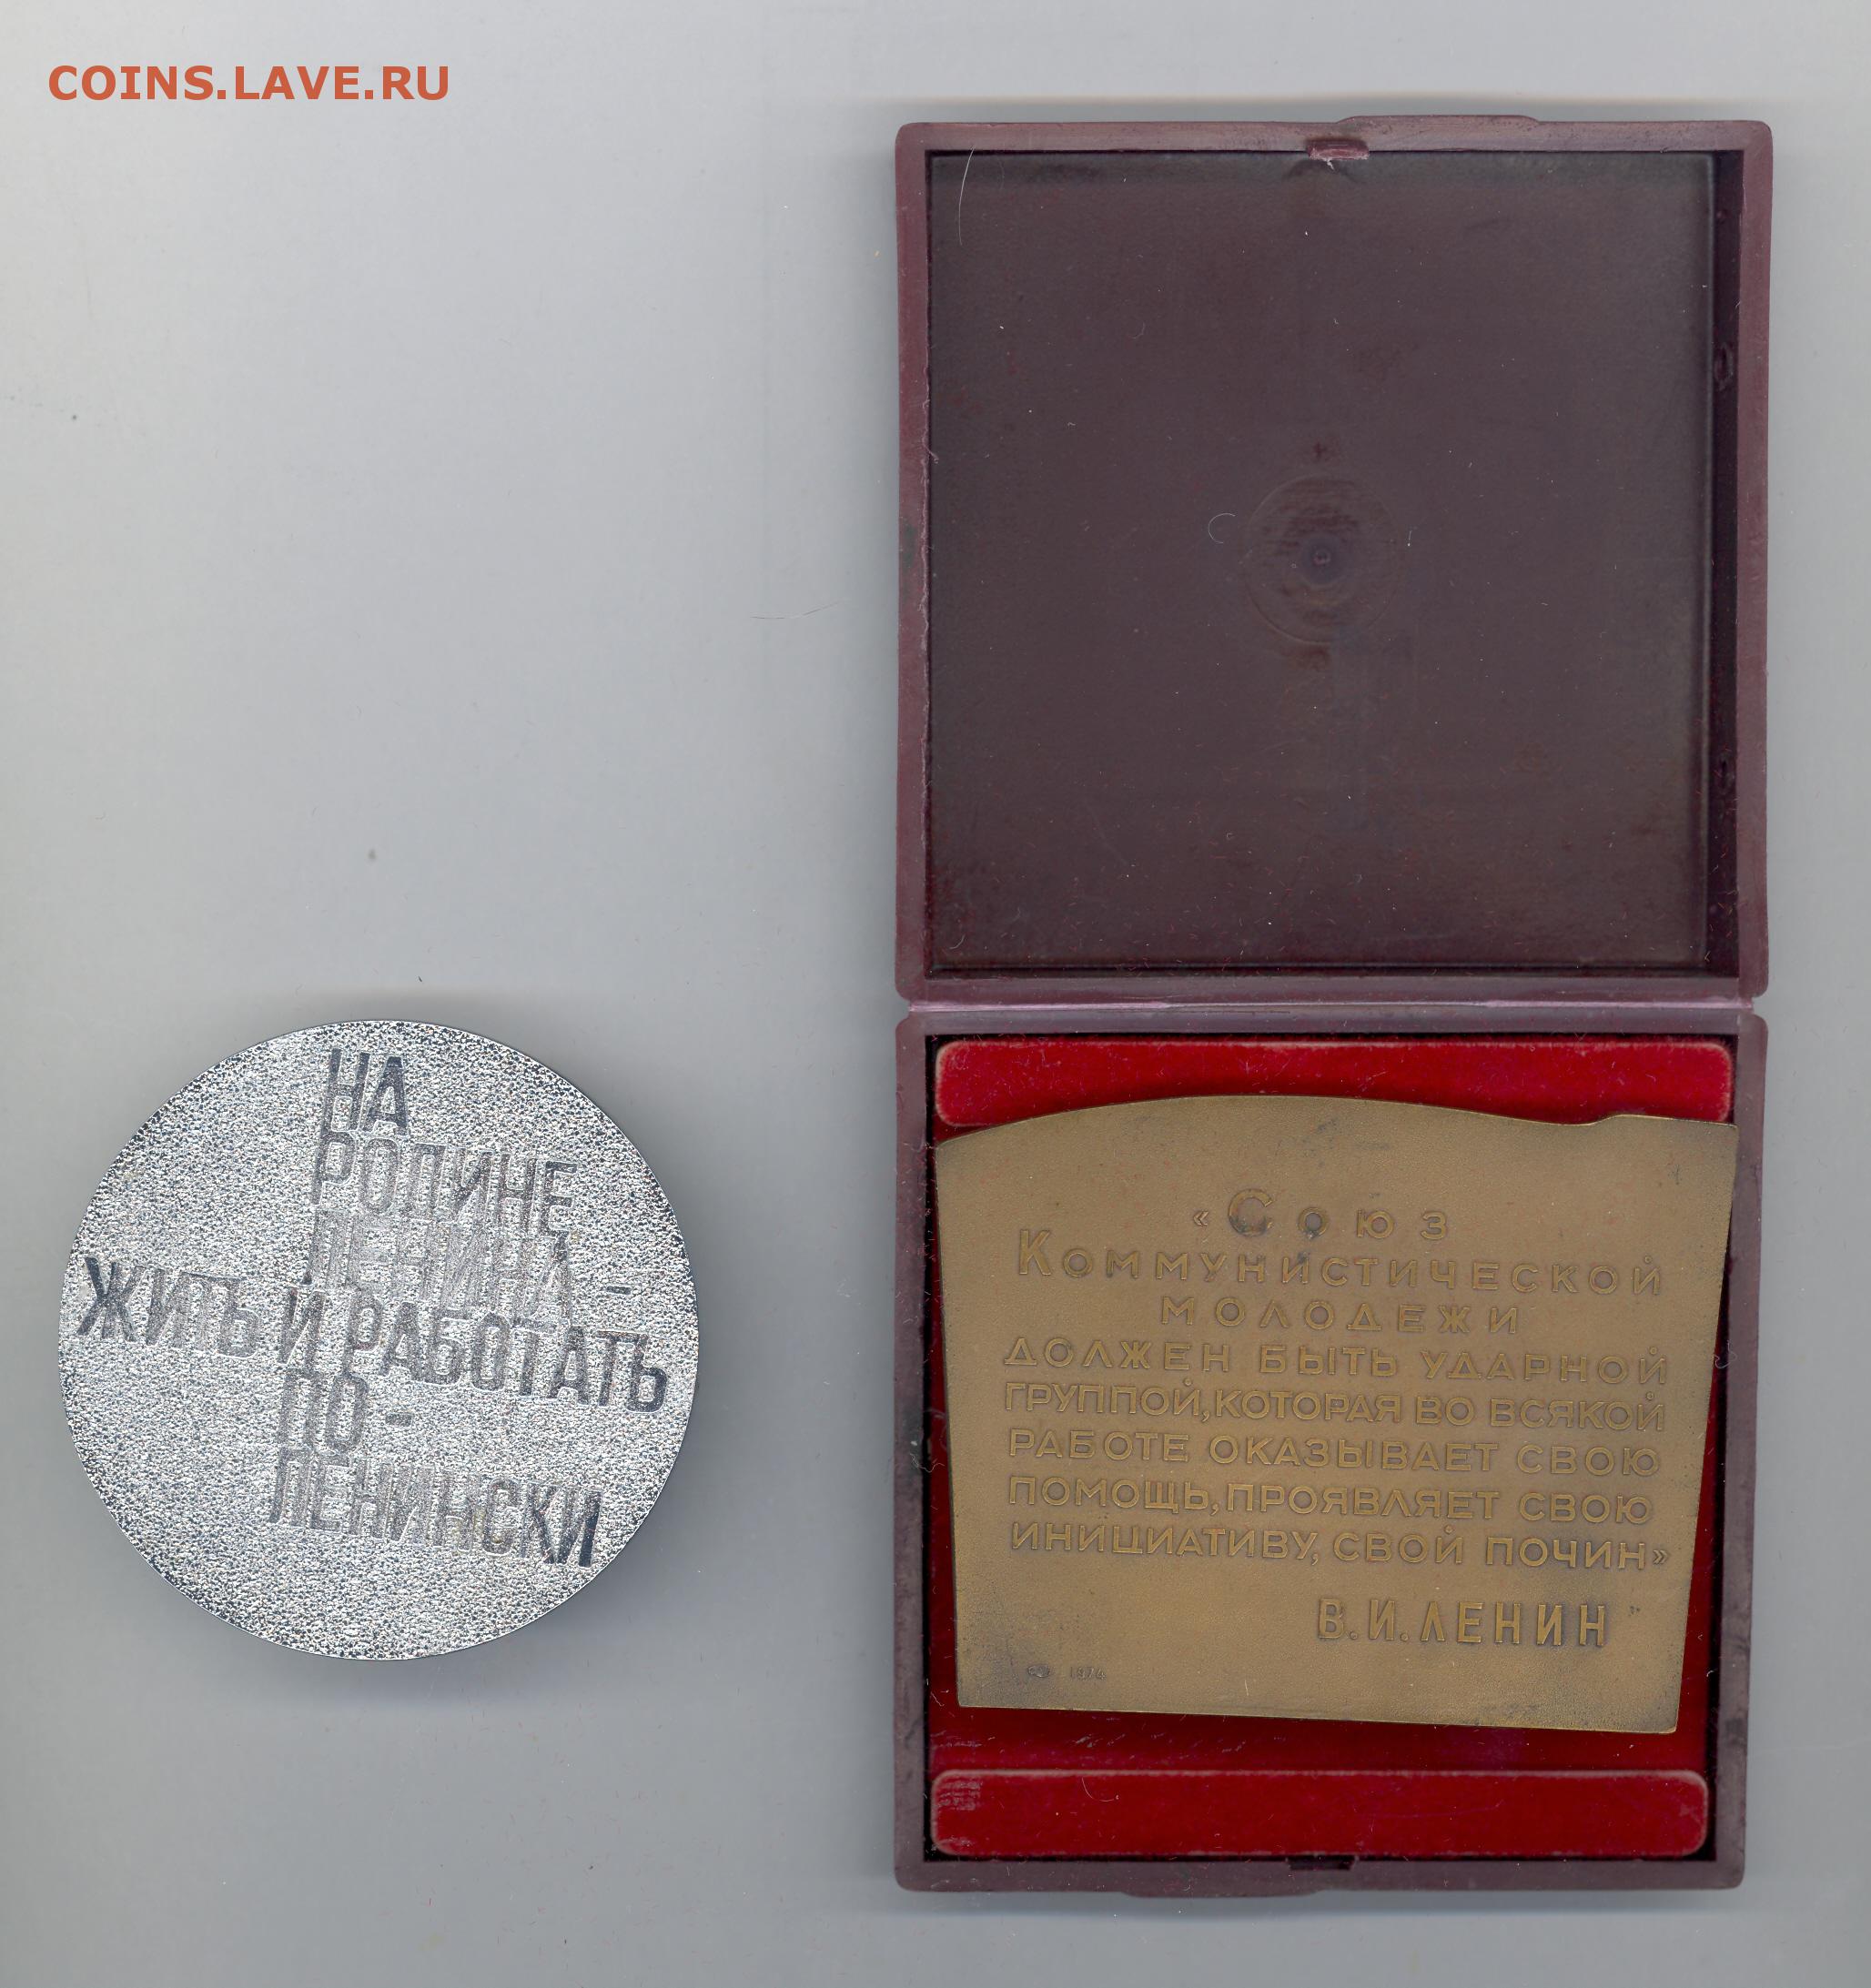 COINS.LAVE.RU
НА
РОДИНЕ
ЛЕНИНА -
ЖИТЬ И РАБОТАТЬ
ПО -
ЛЕНИНСКИ
«Союз
Коммунистической
молодежи
должен быть ударной
группой, которая во всякой
работе оказывает свою
помощь, проявляет свою
инициативу, свой почин»
В. И. ЛЕНИН
1974